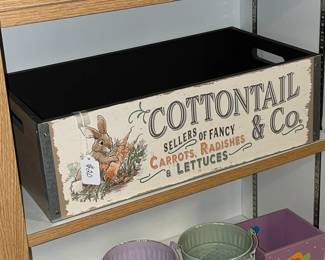 COTTONTAIL
& Co.
SELLERS OF FANCY
CARROTS, RADISHES
& LETTUCES